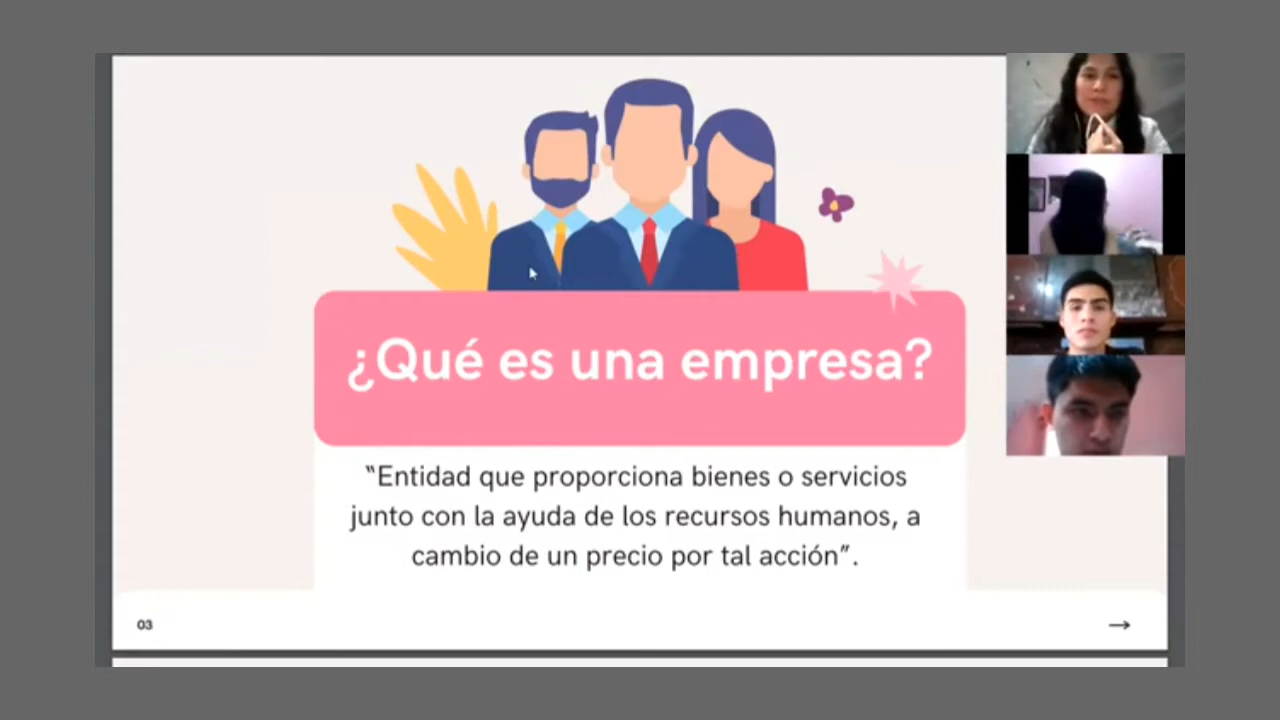 ¿Qué es una empresa?
“Entidad que proporciona bienes o servicios
junto con la ayuda de los recursos humanos, a
cambio de un precio por tal acción”.
03